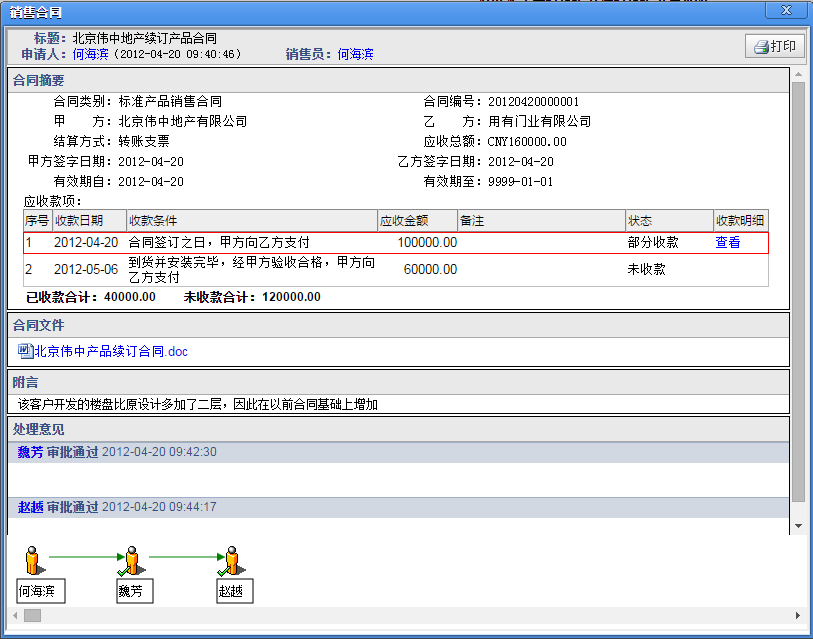 销售合同
标题：北京伟中地产续订产品合同
申请人：何海滨（2012-04-20 09:40:46） 销售员：何海滨
打印
合同摘要
合同类别：标准产品销售合同 合同编号：20120420000001
甲 方：北京伟中地产有限公司 乙 方：用有门业有限公司
结算方式：转账支票 应收总额：CNY160000.00
甲方签字日期：2012-04-20 乙方签字日期：2012-04-20
有效期自：2012-04-20 有效期至：9999-01-01
应收款项：
序号 收款日期 收款条件 应收金额 备注 状态 收款明细
1 2012-04-20 合同签订之日，甲方向乙方支付 100000.00 部分收款 查看
2 2012-05-06 到货并安装完毕，经甲方验收合格，甲方向乙方支付 60000.00 未收款
已收款合计：40000.00 未收款合计：120000.00
合同文件
北京伟中产品续订合同.doc
附言
该客户开发的楼盘比原设计多加了二层，因此在以前合同基础上增加
处理意见
魏芳 审批通过 2012-04-20 09:42:30
赵越 审批通过 2012-04-20 09:44:17
何海滨 魏芳 赵越